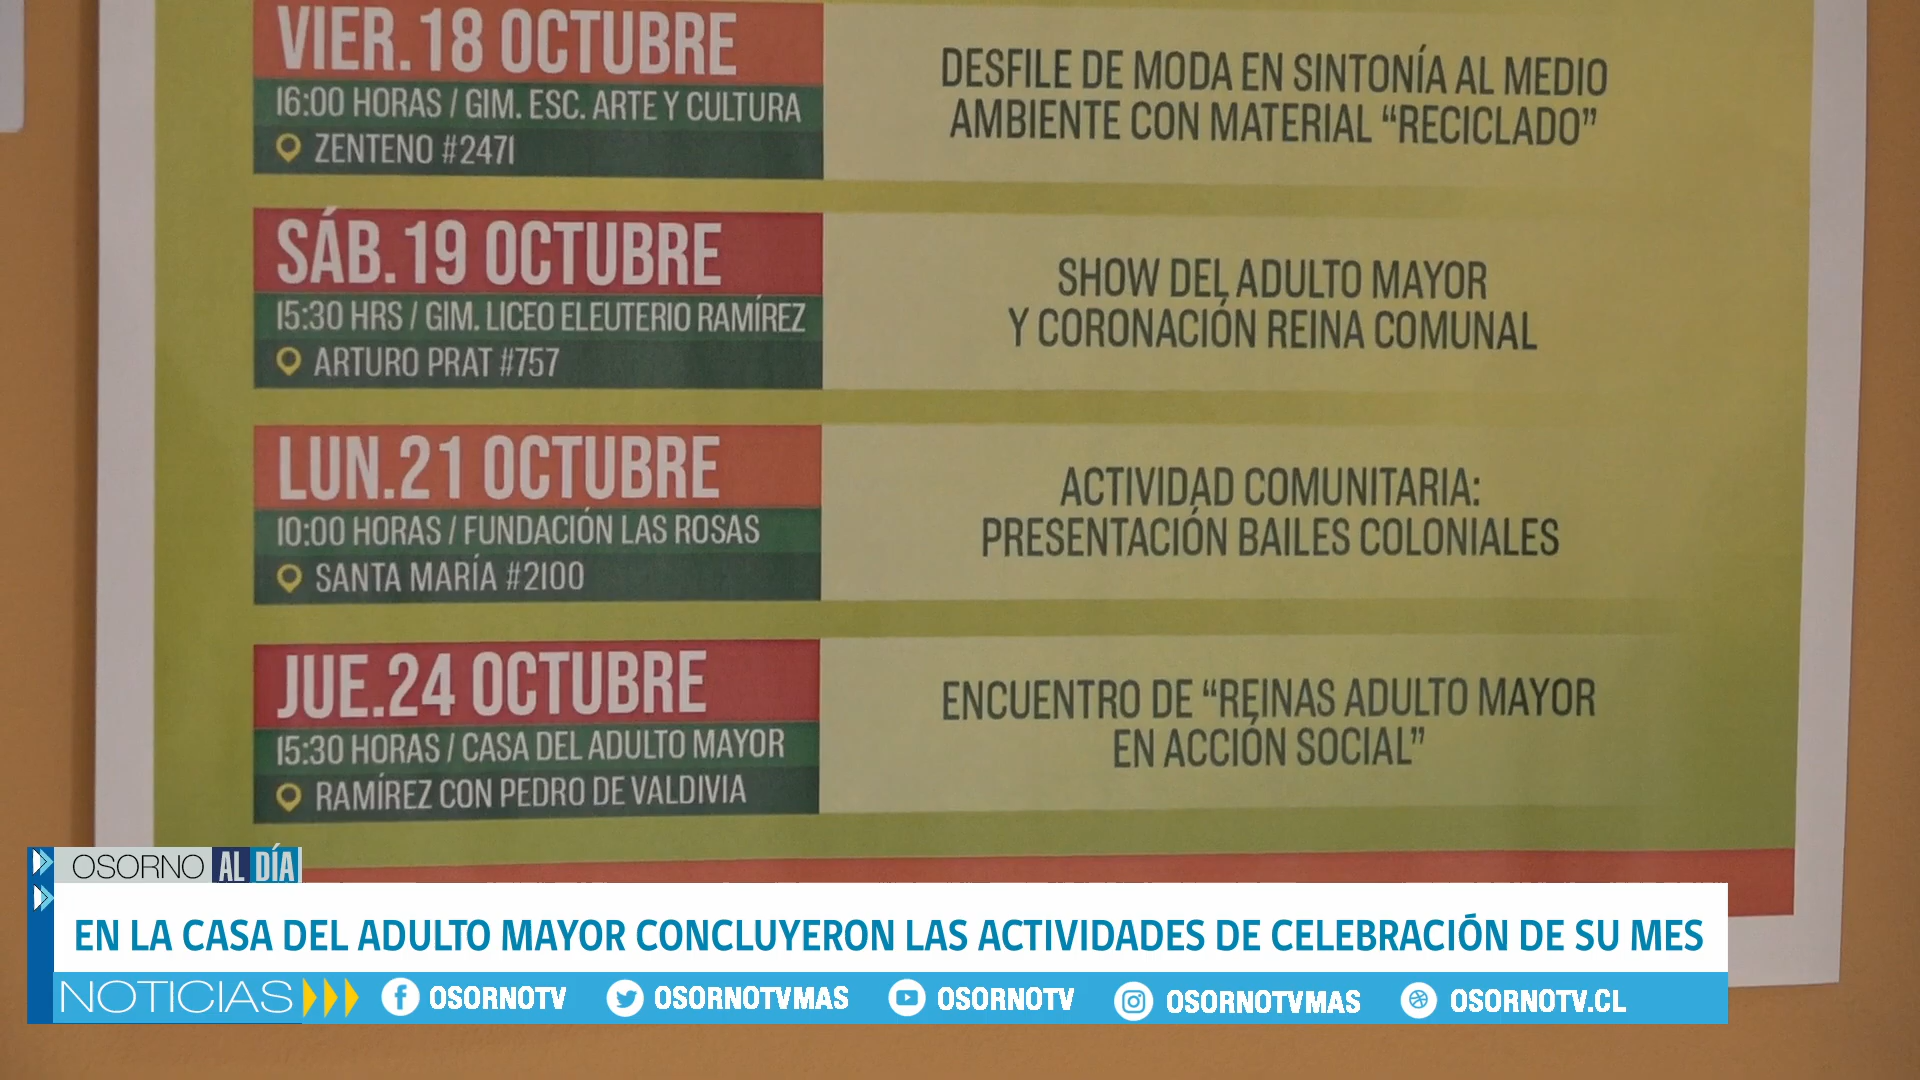 VIER.18 OCTUBRE
16:00 HORAS / GIM. ESC. ARTE Y CULTURA
ZENTENO #2471
DESFILE DE MODA EN SINTONÍA AL MEDIO
AMBIENTE CON MATERIAL “RECICLADO”
SÁB.19 OCTUBRE
15:30 HRS / GIM. LICEO ELEUTERIO RAMÍREZ
ARTURO PRAT #757
SHOW DEL ADULTO MAYOR
Y CORONACIÓN REINA COMUNAL
LUN.21 OCTUBRE
10:00 HORAS / FUNDACIÓN LAS ROSAS
SANTA MARÍA #2100
ACTIVIDAD COMUNITARIA:
PRESENTACIÓN BAILES COLONIALES
JUE.24 OCTUBRE
15:30 HORAS / CASA DEL ADULTO MAYOR
RAMÍREZ CON PEDRO DE VALDIVIA
ENCUENTRO DE “REINAS ADULTO MAYOR
EN ACCIÓN SOCIAL”
OSORNO AL DÍA
EN LA CASA DEL ADULTO MAYOR CONCLUYERON LAS ACTIVIDADES DE CELEBRACIÓN DE SU MES
NOTICIAS OSORNOTV OSORNOTVMAS OSORNOTV OSORNOTVMAS OSORNOTV.CL